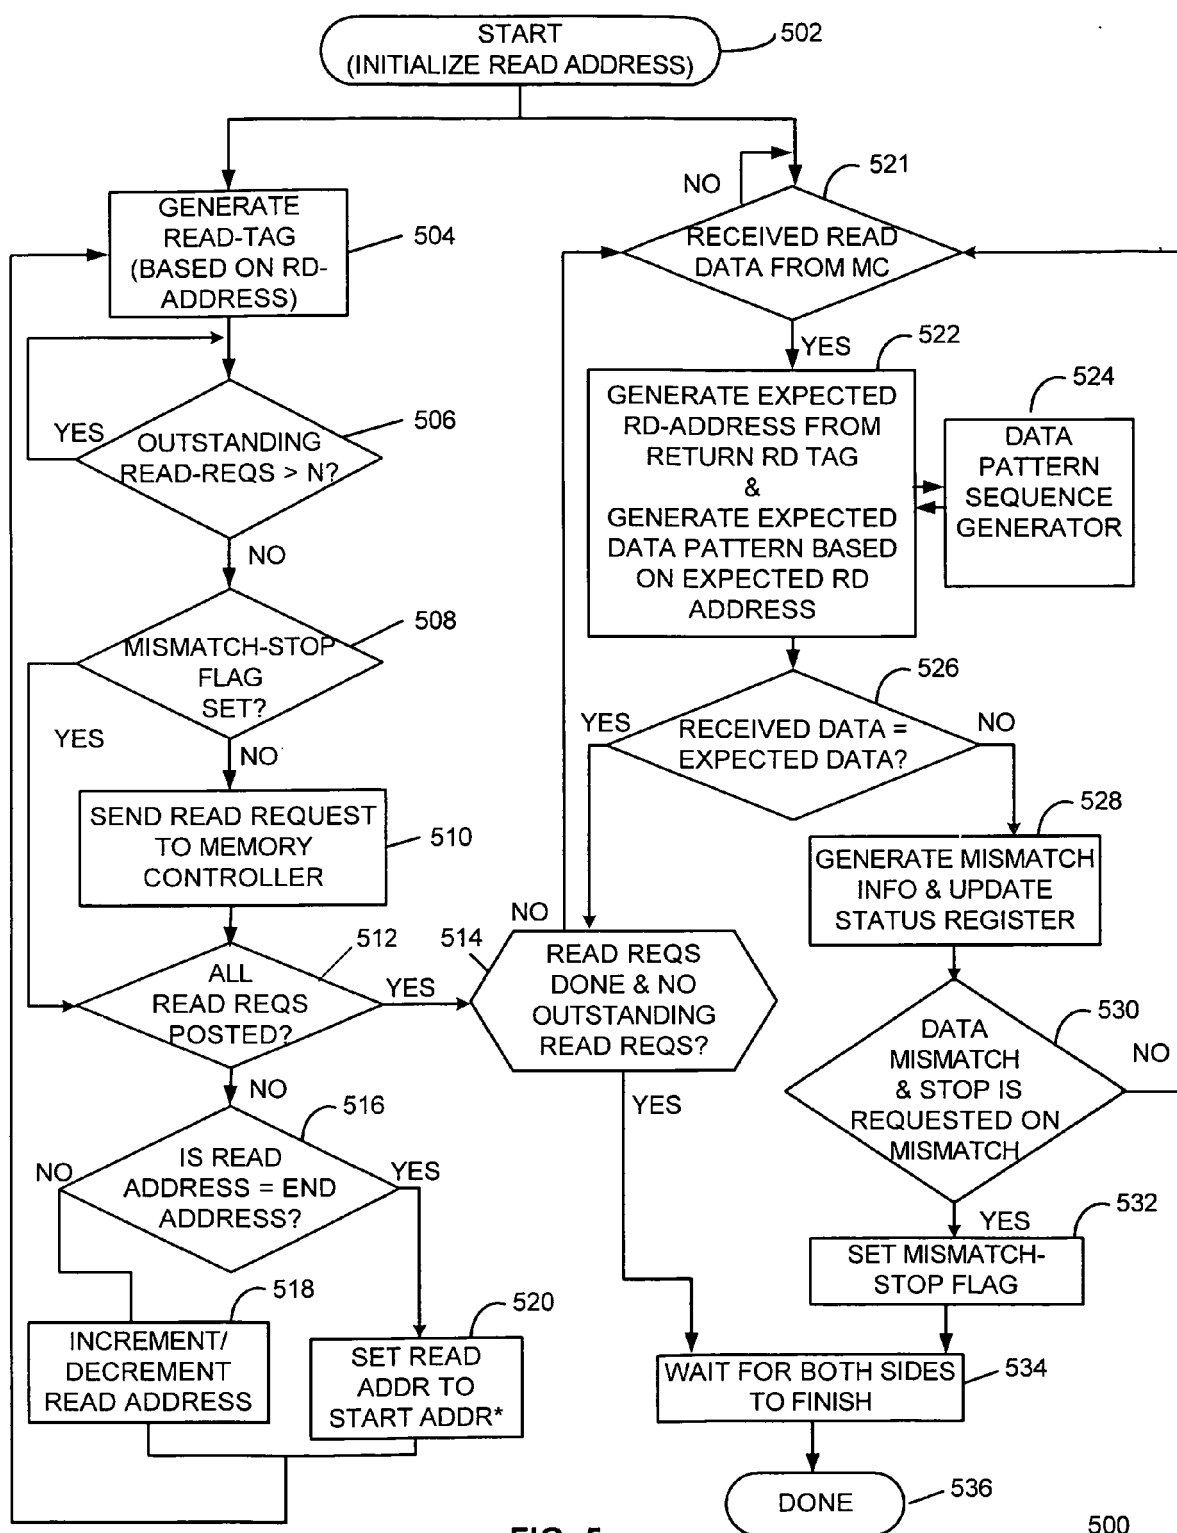 START
(INITIALIZE READ ADDRESS)
502
GENERATE
READ-TAG
(BASED ON RD-
ADDRESS)
504
NO
521
RECEIVED READ
DATA FROM MC
YES
522
YES
506
OUTSTANDING
READ-REQS > N?
NO
GENERATE EXPECTED
RD-ADDRESS FROM
RETURN RD TAG
&
GENERATE EXPECTED
DATA PATTERN BASED
ON EXPECTED RD
ADDRESS
524
DATA
PATTERN
SEQUENCE
GENERATOR
508
MISMATCH-STOP
FLAG
SET?
YES
NO
526
YES
RECEIVED DATA =
EXPECTED DATA?
NO
SEND READ REQUEST
TO MEMORY
CONTROLLER
510
528
GENERATE MISMATCH
INFO & UPDATE
STATUS REGISTER
512
ALL
READ REQS
POSTED?
YES
NO
514
NO
READ REQS
DONE & NO
OUTSTANDING
READ REQS?
YES
530
DATA
MISMATCH
& STOP IS
REQUESTED ON
MISMATCH
NO
YES
516
NO
IS READ
ADDRESS = END
ADDRESS?
YES
532
SET MISMATCH-
STOP FLAG
518
INCREMENT/
DECREMENT
READ ADDRESS
520
SET READ
ADDR TO
START ADDR*
WAIT FOR BOTH SIDES
TO FINISH
534
DONE
536
FIG. 5
500